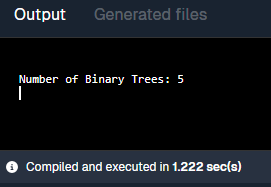 Output Generated files
Number of Binary Trees: 5
Compiled and executed in 1.222 sec(s)